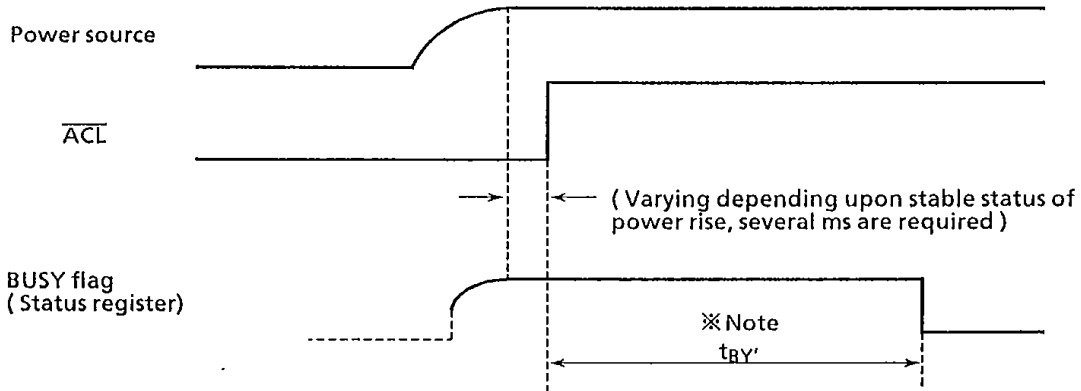 Power source
ACL
( Varying depending upon stable status of
power rise, several ms are required )
BUSY flag
( Status register)
※ Note
tBY'